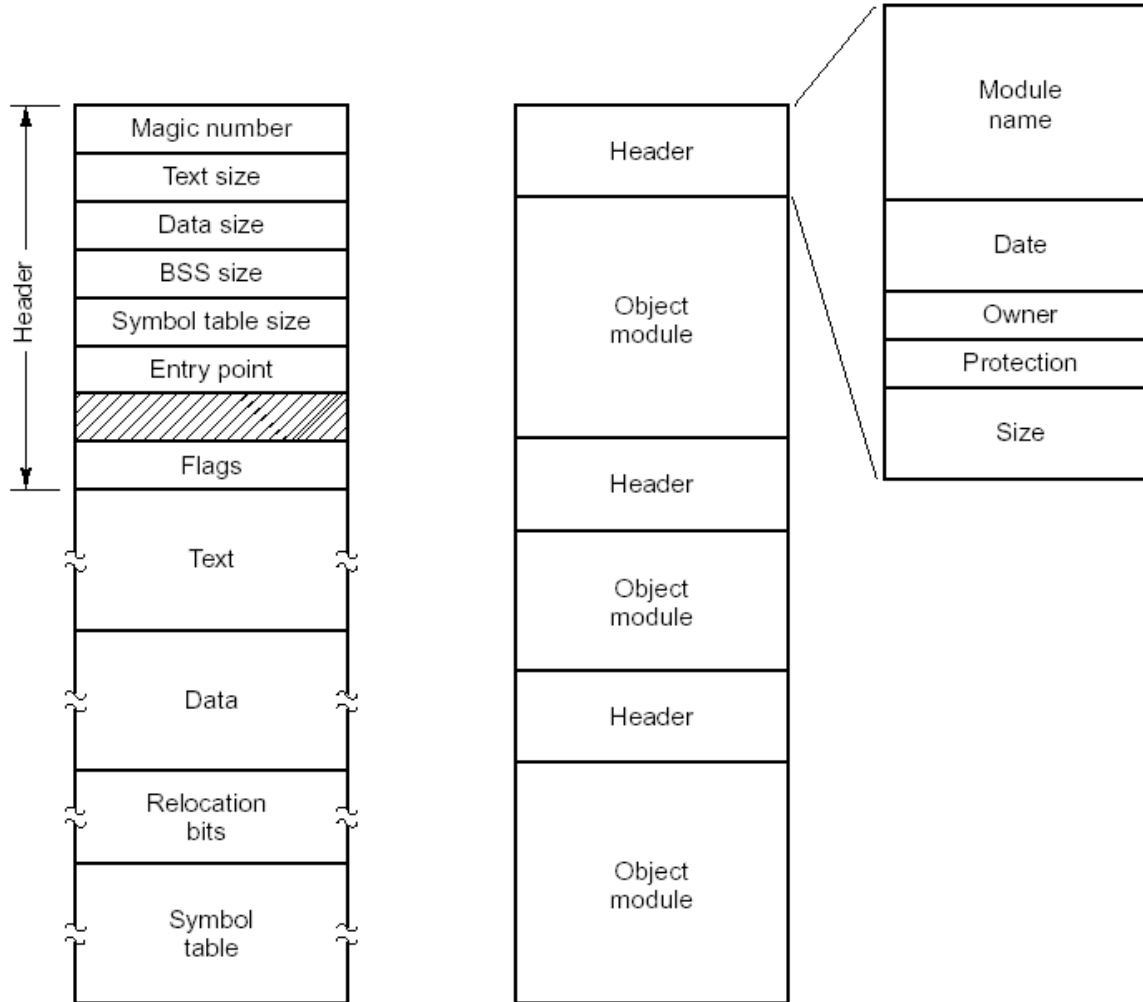 Header
Magic number
Text size
Data size
BSS size
Symbol table size
Entry point
Flags
Text
Data
Relocation
bits
Symbol
table
Header
Object
module
Header
Object
module
Header
Object
module
Module
name
Date
Owner
Protection
Size